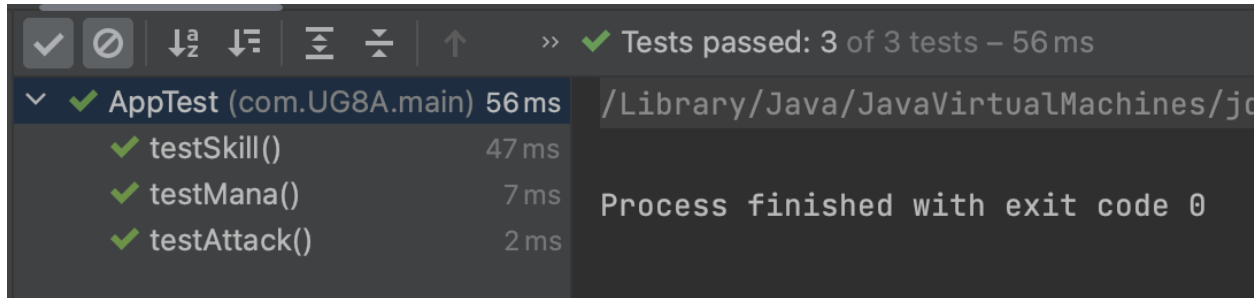 Tests passed: 3 of 3 tests – 56 ms
AppTest (com.UG8A.main) 56 ms
testSkill() 47 ms
testMana() 7 ms
testAttack() 2 ms
/Library/Java/JavaVirtualMachines/jd
Process finished with exit code 0